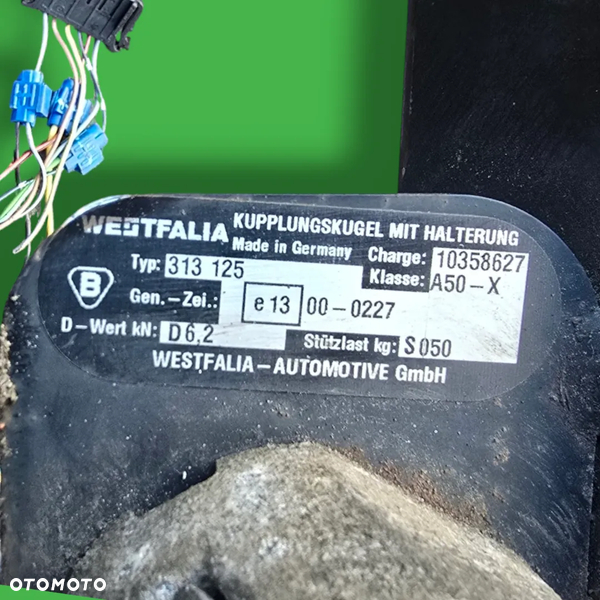 WESTFALIA KUPPLUNGSKUGEL MIT HALTERUNG
Made in Germany Charge: 10358627
Typ: 313 125 Klasse: A50-X
B Gen.-Zei.: e 13 00-0227
D-Wert kN: D6,2 Stützlast kg: S050
WESTFALIA-AUTOMOTIVE GmbH
OTOMOTO